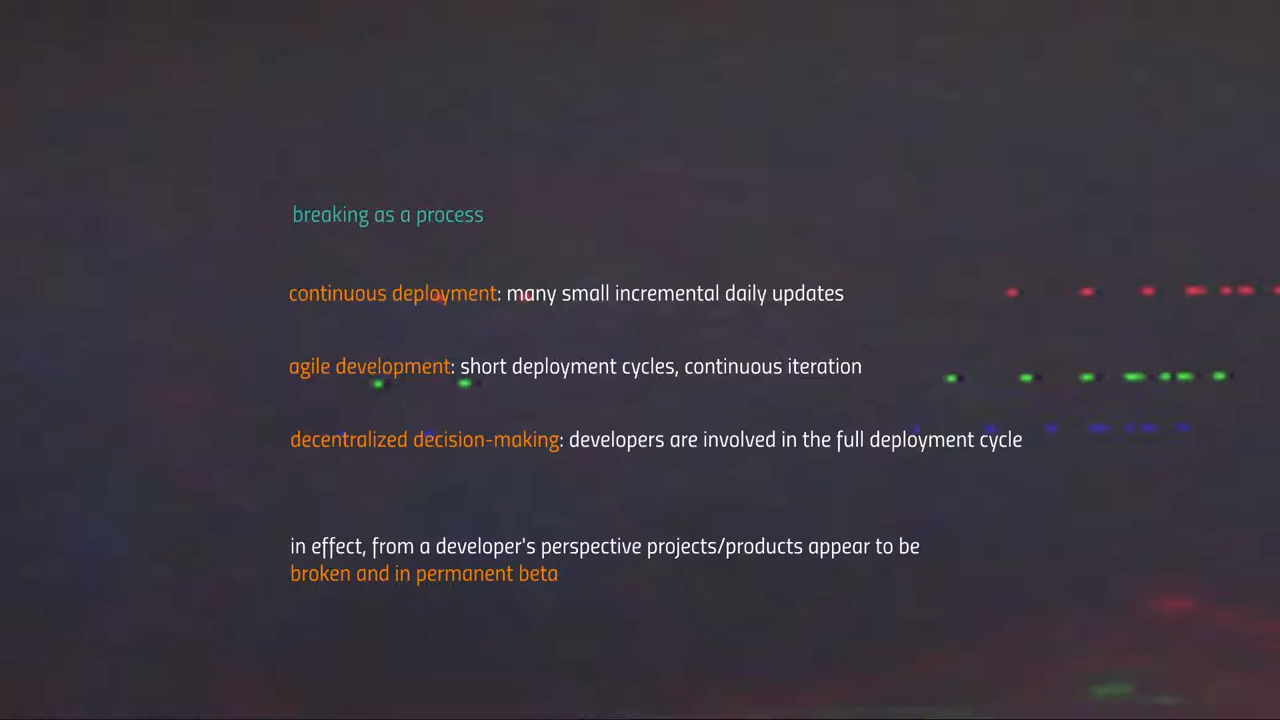 breaking as a process
continuous deployment: many small incremental daily updates
agile development: short deployment cycles, continuous iteration
decentralized decision-making: developers are involved in the full deployment cycle
in effect, from a developer's perspective projects/products appear to be
broken and in permanent beta